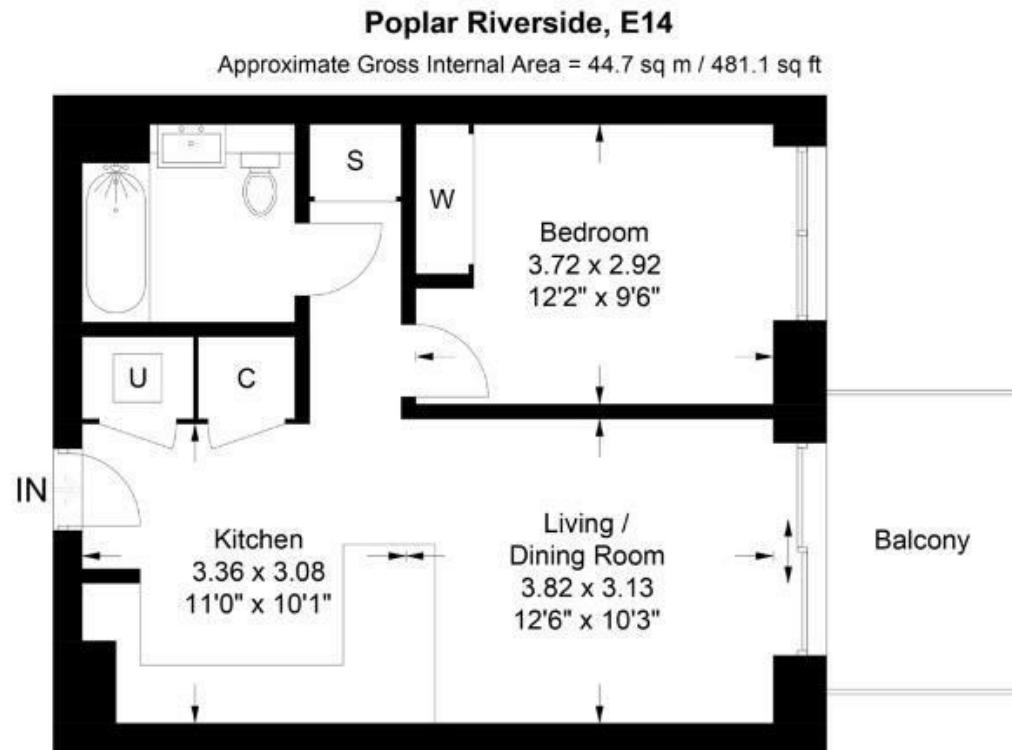 Poplar Riverside, E14
Approximate Gross Internal Area = 44.7 sq m / 481.1 sq ft
S
W
Bedroom
3.72 x 2.92
12'2" x 9'6"
U
C
IN
Kitchen
3.36 x 3.08
11'0" x 10'1"
Living /
Dining Room
3.82 x 3.13
12'6" x 10'3"
Balcony